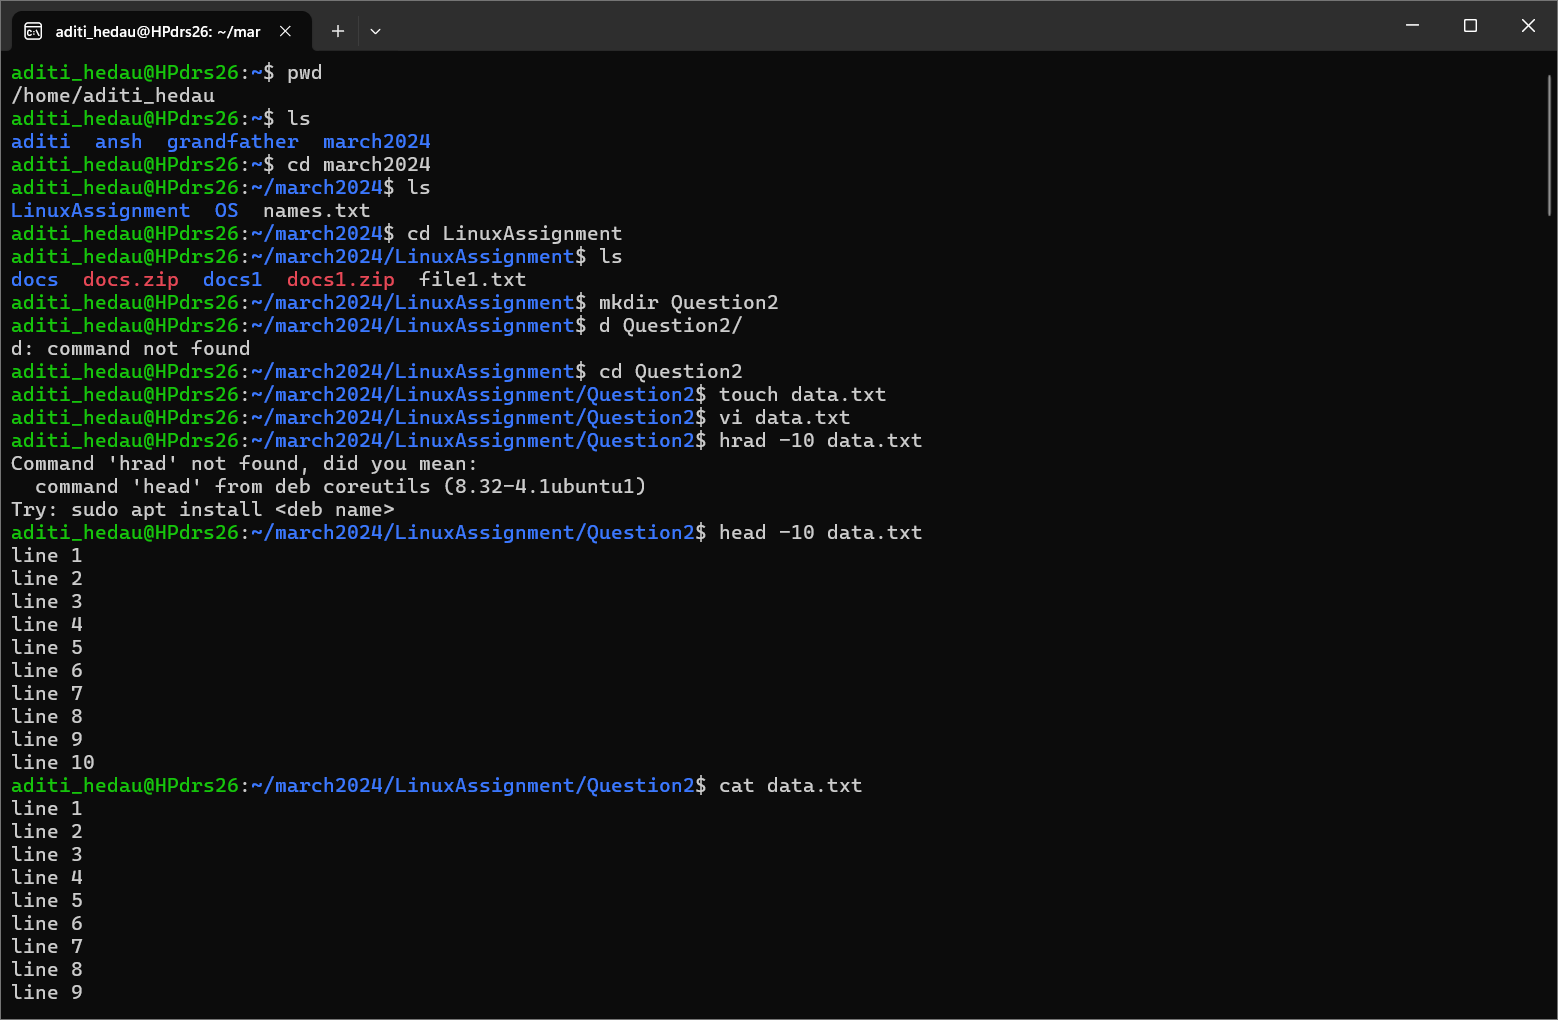 aditi_hedau@HPdrs26: ~/mar
aditi_hedau@HPdrs26:~$ pwd
/home/aditi_hedau
aditi_hedau@HPdrs26:~$ ls
aditi  ansh  grandfather  march2024
aditi_hedau@HPdrs26:~$ cd march2024
aditi_hedau@HPdrs26:~/march2024$ ls
LinuxAssignment  OS  names.txt
aditi_hedau@HPdrs26:~/march2024$ cd LinuxAssignment
aditi_hedau@HPdrs26:~/march2024/LinuxAssignment$ ls
docs  docs.zip  docs1  docs1.zip  file1.txt
aditi_hedau@HPdrs26:~/march2024/LinuxAssignment$ mkdir Question2
aditi_hedau@HPdrs26:~/march2024/LinuxAssignment$ d Question2/
d: command not found
aditi_hedau@HPdrs26:~/march2024/LinuxAssignment$ cd Question2
aditi_hedau@HPdrs26:~/march2024/LinuxAssignment/Question2$ touch data.txt
aditi_hedau@HPdrs26:~/march2024/LinuxAssignment/Question2$ vi data.txt
aditi_hedau@HPdrs26:~/march2024/LinuxAssignment/Question2$ hrad -10 data.txt
Command 'hrad' not found, did you mean:
  command 'head' from deb coreutils (8.32-4.1ubuntu1)
Try: sudo apt install <deb name>
aditi_hedau@HPdrs26:~/march2024/LinuxAssignment/Question2$ head -10 data.txt
line 1
line 2
line 3
line 4
line 5
line 6
line 7
line 8
line 9
line 10
aditi_hedau@HPdrs26:~/march2024/LinuxAssignment/Question2$ cat data.txt
line 1
line 2
line 3
line 4
line 5
line 6
line 7
line 8
line 9